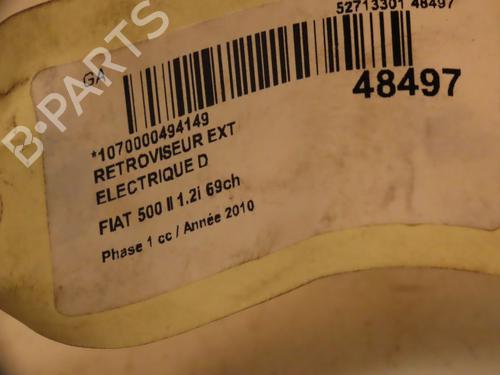 52713301 48497
GA
48497
*1070000494149
RETROVISEUR EXT
ELECTRIQUE D
FIAT 500 II 1.2i 69ch
Phase 1 cc / Année 2010
B-PARTS